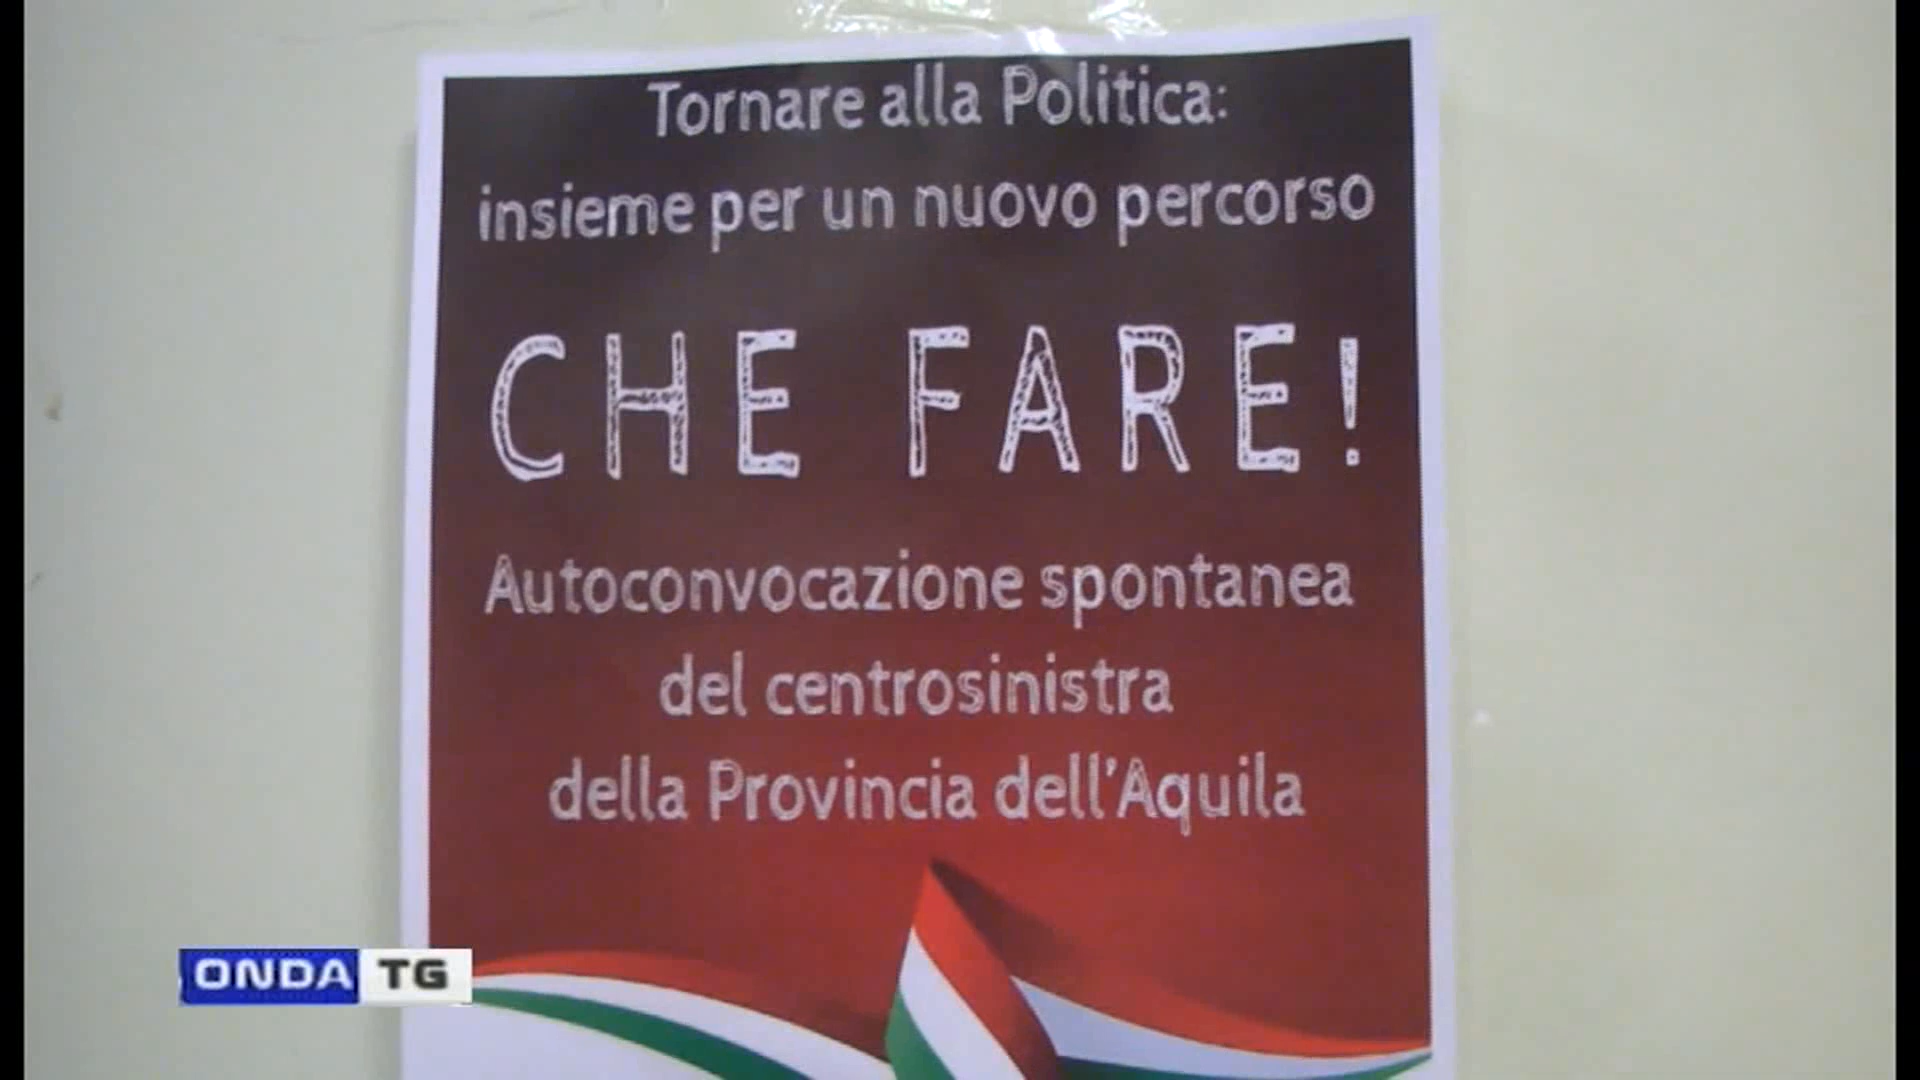 Tornare alla Politica:
insieme per un nuovo percorso
CHE FARE!
Autoconvocazione spontanea
del centrosinistra
della Provincia dell'Aquila
ONDA TG